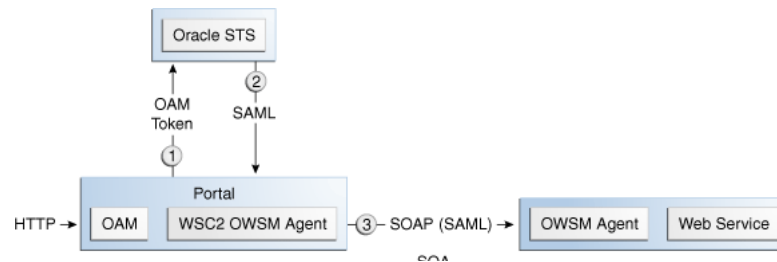 Oracle STS
2
OAM
Token
SAML
1
Portal
HTTP
OAM
WSC2 OWSM Agent
3
SOAP (SAML)
OWSM Agent
Web Service
SOA